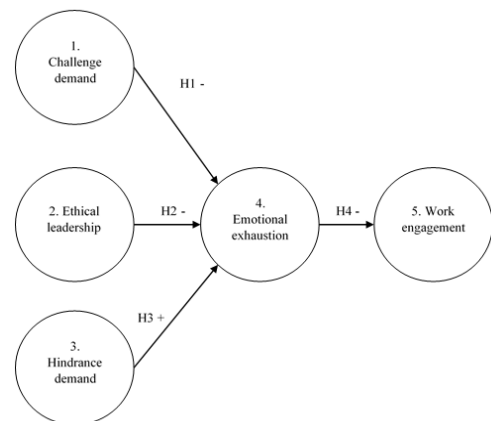 1.
Challenge
demand
H1 -
2. Ethical
leadership
H2 -
4.
Emotional
exhaustion
H4 -
5. Work
engagement
H3 +
3.
Hindrance
demand